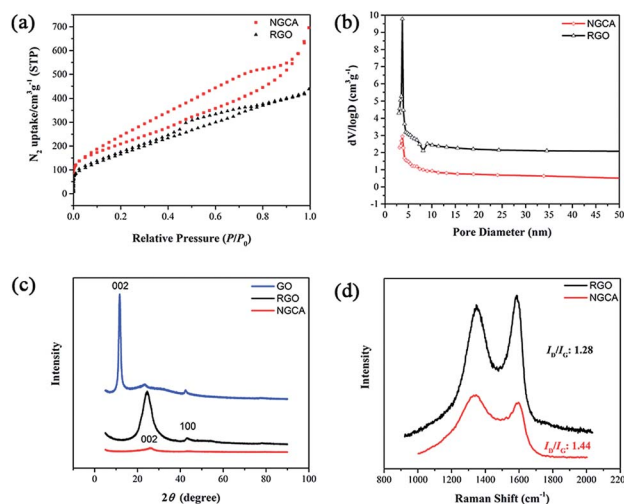 (a)
NGCA
RGO
N2 uptake/cm3g-1 (STP)
700
600
500
400
300
200
100
0
0.0 0.2 0.4 0.6 0.8 1.0
Relative Pressure (P/P0)
(b)
NGCA
RGO
dV/logD (cm3g-1)
10
9
8
7
6
5
4
3
2
1
0
-1
0 5 10 15 20 25 30 35 40 45 50
Pore Diameter (nm)
(c)
GO
RGO
NGCA
002
002
100
Intensity
0 20 40 60 80 100
2θ (degree)
(d)
RGO
NGCA
ID/IG: 1.28
ID/IG: 1.44
Intensity
800 1000 1200 1400 1600 1800 2000 2200
Raman Shift (cm-1)